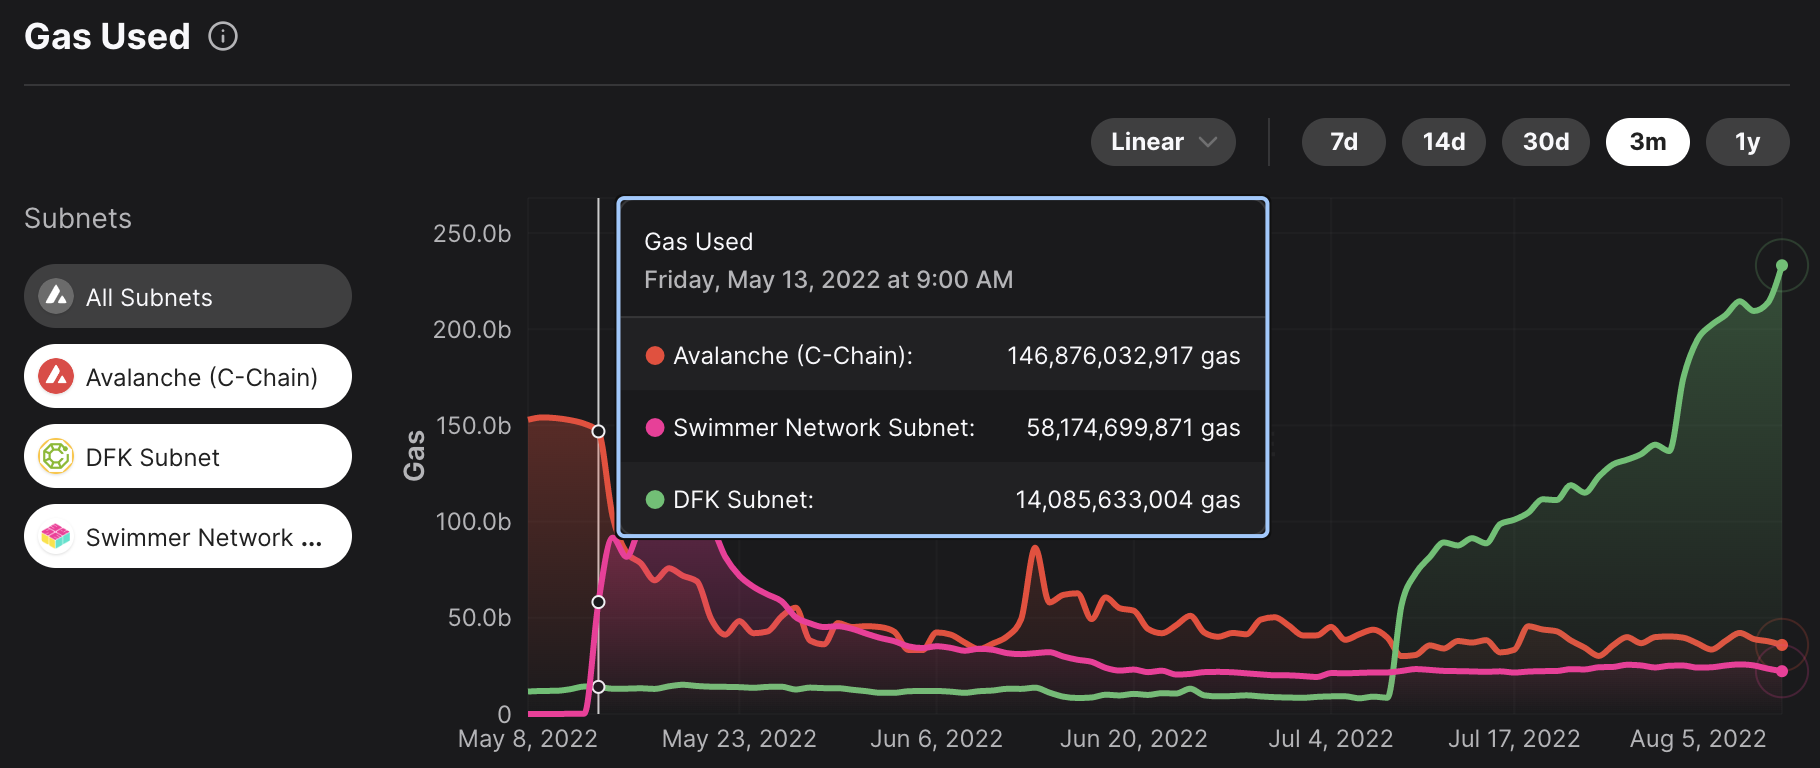 Gas Used
Linear
7d
14d
30d
3m
1y
Subnets
All Subnets
Avalanche (C-Chain)
DFK Subnet
Swimmer Network ...
Gas
250.0b
200.0b
150.0b
100.0b
50.0b
0
Gas Used
Friday, May 13, 2022 at 9:00 AM
Avalanche (C-Chain): 146,876,032,917 gas
Swimmer Network Subnet: 58,174,699,871 gas
DFK Subnet: 14,085,633,004 gas
May 8, 2022
May 23, 2022
Jun 6, 2022
Jun 20, 2022
Jul 4, 2022
Jul 17, 2022
Aug 5, 2022